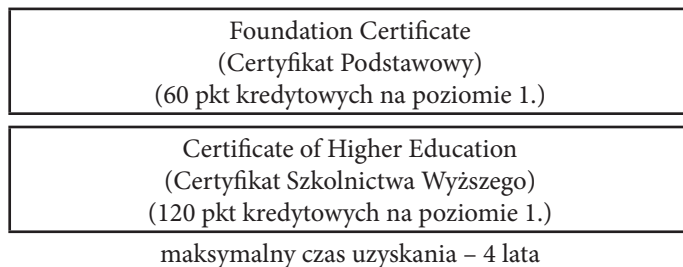 Foundation Certificate
(Certyfikat Podstawowy)
(60 pkt kredytowych na poziomie 1.)
Certificate of Higher Education
(Certyfikat Szkolnictwa Wyższego)
(120 pkt kredytowych na poziomie 1.)
maksymalny czas uzyskania – 4 lata